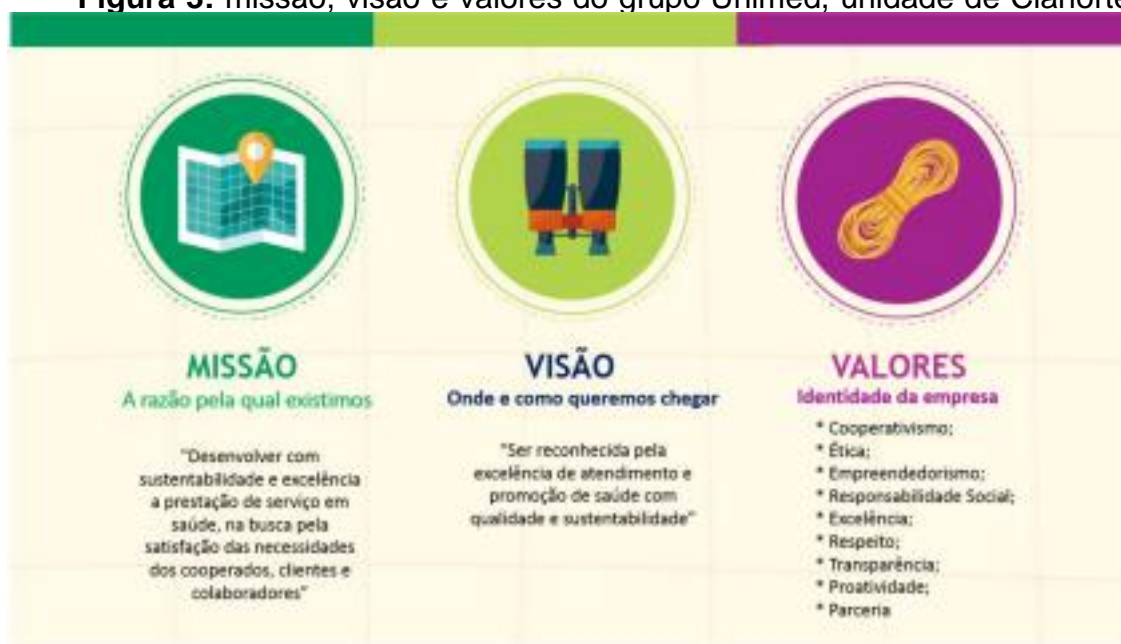 Figura 5: missão, visão e valores do grupo Unimed, unidade de Cianorte
MISSÃO
A razão pela qual existimos
"Desenvolver com
sustentabilidade e excelência
a prestação de serviço em
saúde, na busca pela
satisfação das necessidades
dos cooperados, clientes e
colaboradores"
VISÃO
Onde e como queremos chegar
"Ser reconhecida pela
excelência de atendimento e
promoção de saúde com
qualidade e sustentabilidade"
VALORES
Identidade da empresa
* Cooperativismo;
* Ética;
* Empreendedorismo;
* Responsabilidade Social;
* Excelência;
* Respeito;
* Transparência;
* Proatividade;
* Parceria